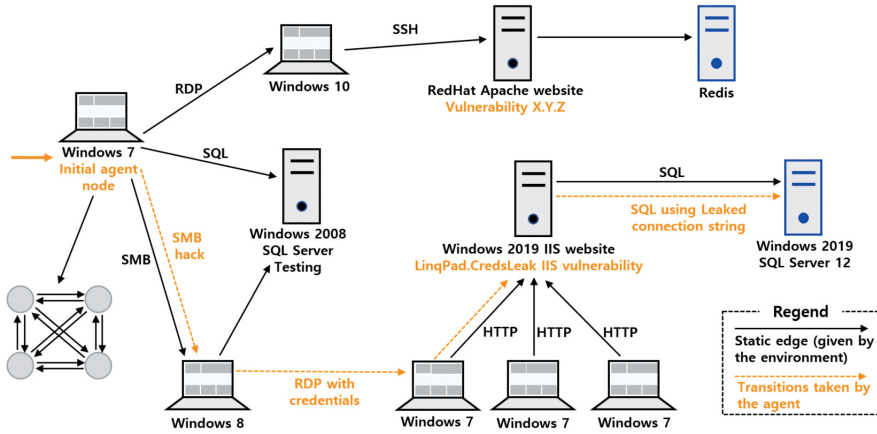 SSH
RDP
Windows 10
RedHat Apache website
Vulnerability X.Y.Z
Redis
Windows 7
Initial agent
node
SQL
SQL
SQL using Leaked
connection string
Windows 2008
SQL Server
Testing
SMB
hack
SMB
Windows 2019 IIS website
LinqPad.CredsLeak IIS vulnerability
Windows 2019
SQL Server 12
HTTP
HTTP
HTTP
RDP with
credentials
Windows 8
Windows 7
Windows 7
Windows 7
Regend
Static edge (given by
the environment)
Transitions taken by
the agent